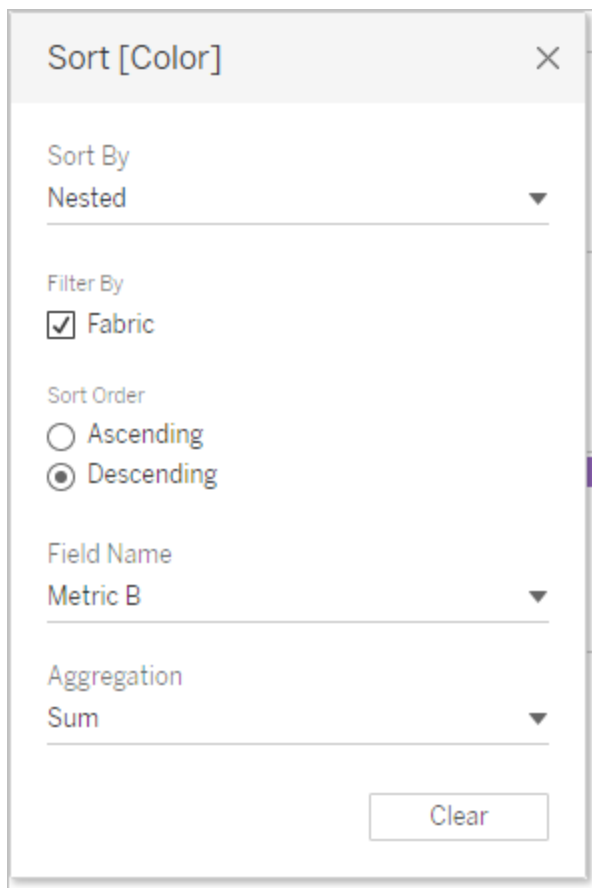 Sort [Color]
Sort By
Nested
Filter By
Fabric
Sort Order
Ascending
Descending
Field Name
Metric B
Aggregation
Sum
Clear